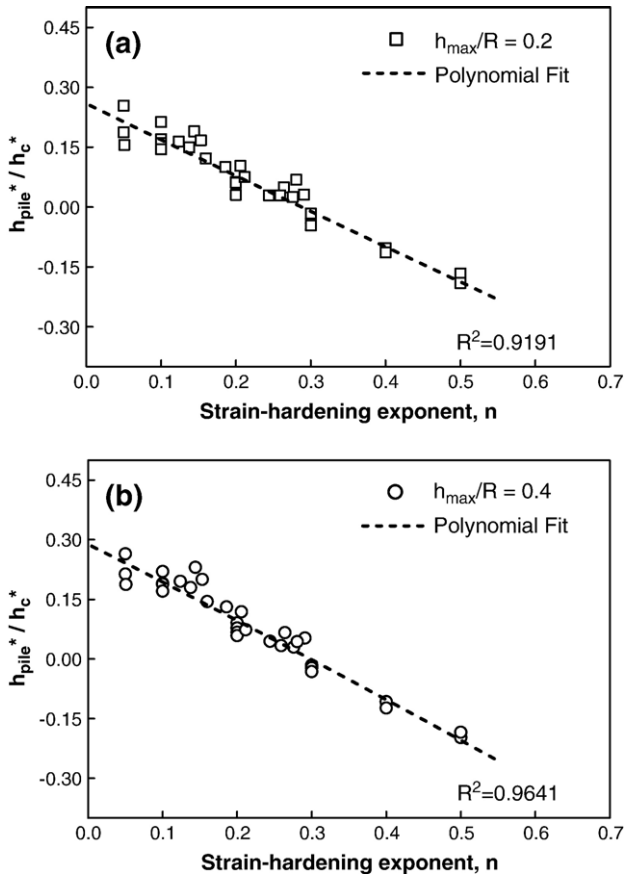 (a)
h_max/R = 0.2
Polynomial Fit
0.45
0.30
0.15
0.00
-0.15
-0.30
h_pile* / h_c*
R²=0.9191
0.0 0.1 0.2 0.3 0.4 0.5 0.6 0.7
Strain-hardening exponent, n
(b)
h_max/R = 0.4
Polynomial Fit
0.45
0.30
0.15
0.00
-0.15
-0.30
h_pile* / h_c*
R²=0.9641
0.0 0.1 0.2 0.3 0.4 0.5 0.6 0.7
Strain-hardening exponent, n